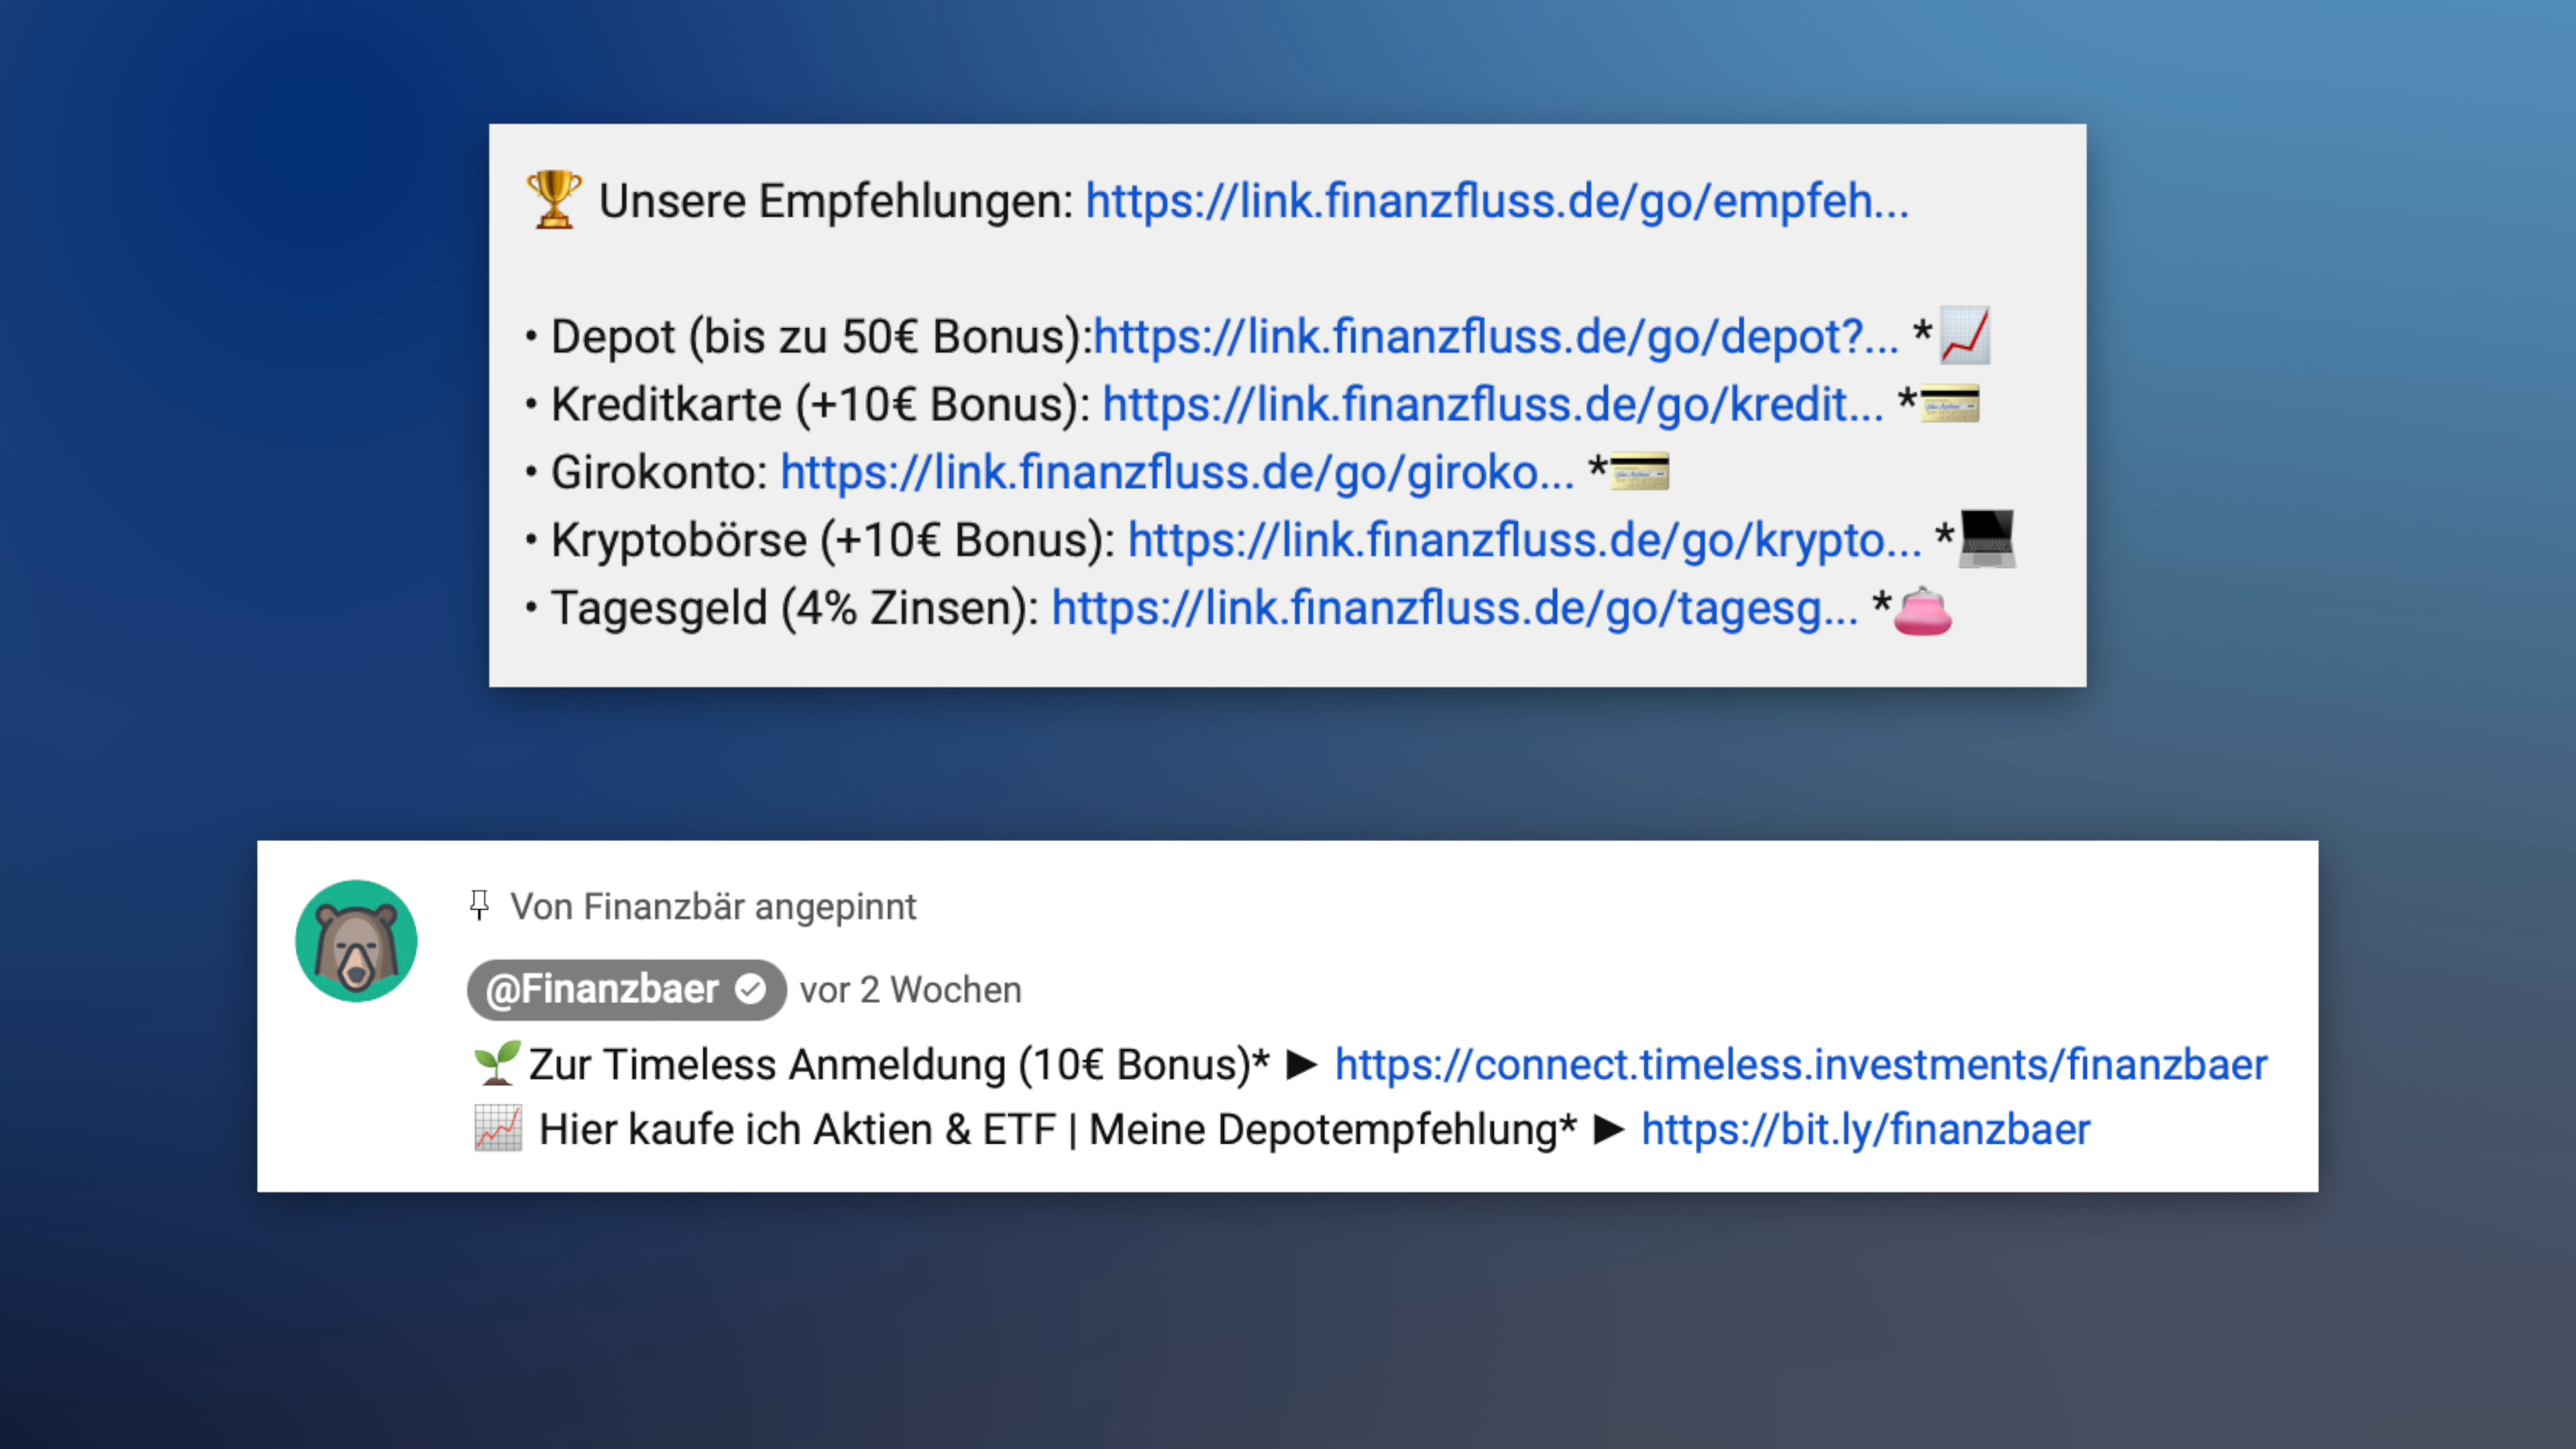 🏆 Unsere Empfehlungen: https://link.finanzfluss.de/go/empfeh...
• Depot (bis zu 50€ Bonus):https://link.finanzfluss.de/go/depot?... *📈
• Kreditkarte (+10€ Bonus): https://link.finanzfluss.de/go/kredit... *💳
• Girokonto: https://link.finanzfluss.de/go/giroko... *💳
• Kryptobörse (+10€ Bonus): https://link.finanzfluss.de/go/krypto... *💻
• Tagesgeld (4% Zinsen): https://link.finanzfluss.de/go/tagesg... *👛
Von Finanzbär angepinnt
@Finanzbaer vor 2 Wochen
🌱 Zur Timeless Anmeldung (10€ Bonus)* ► https://connect.timeless.investments/finanzbaer
📈 Hier kaufe ich Aktien & ETF | Meine Depotempfehlung* ► https://bit.ly/finanzbaer